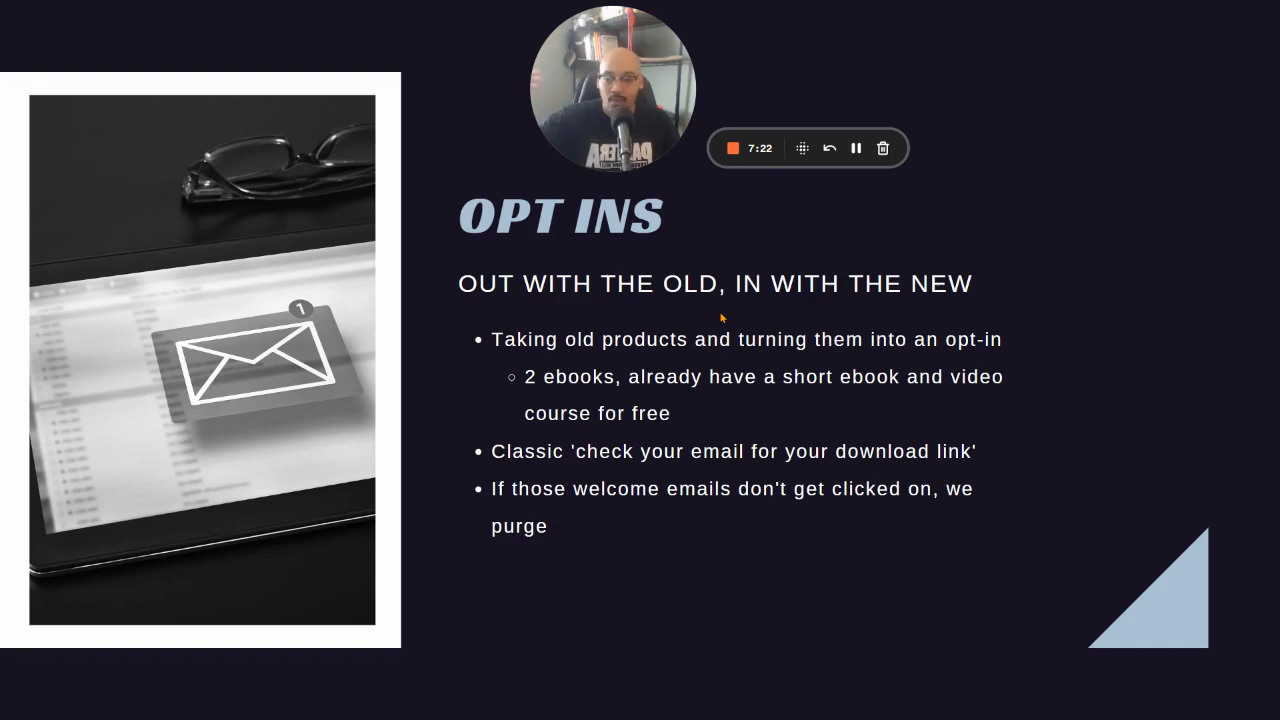 7:22
OPT INS
OUT WITH THE OLD, IN WITH THE NEW
• Taking old products and turning them into an opt-in
○ 2 ebooks, already have a short ebook and video
course for free
• Classic 'check your email for your download link'
• If those welcome emails don't get clicked on, we
purge
1